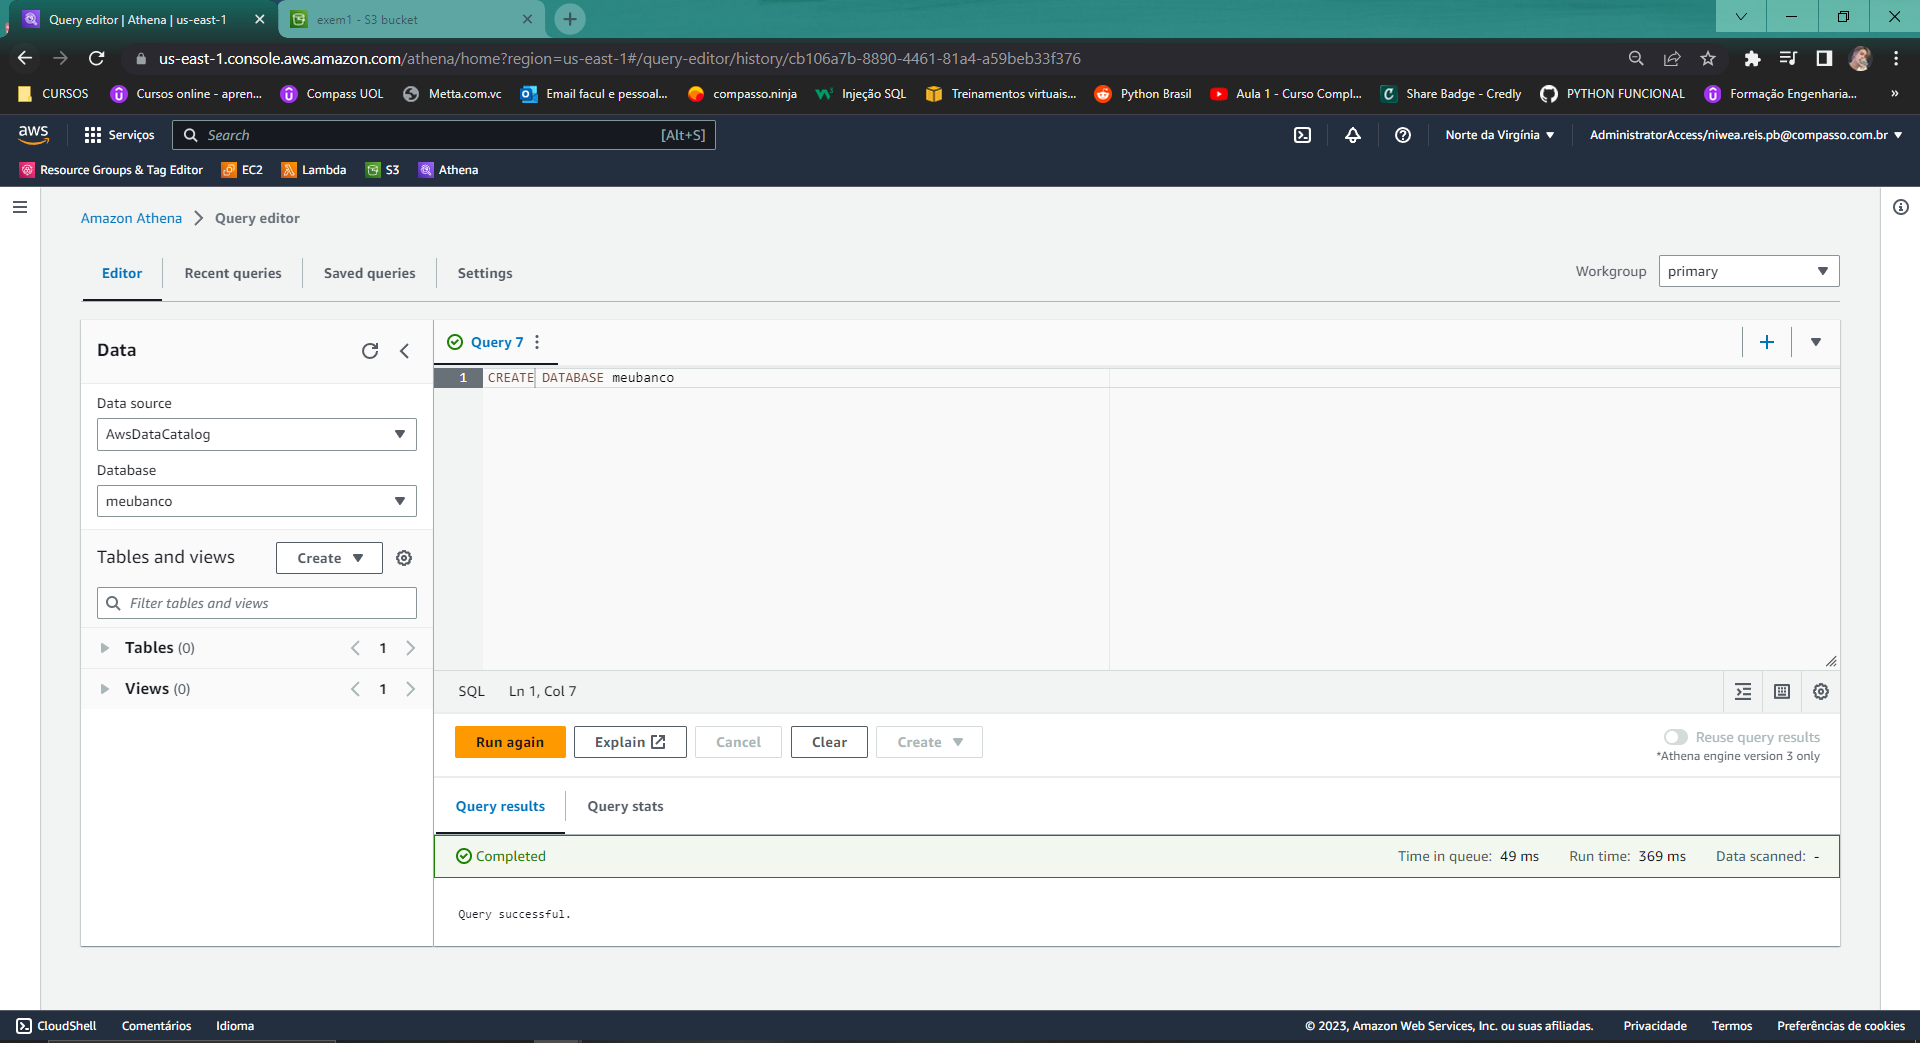 Query editor | Athena | us-east-1
exem1 - S3 bucket
us-east-1.console.aws.amazon.com/athena/home?region=us-east-1#/query-editor/history/cb106a7b-8890-4461-81a4-a59beb33f376
CURSOS Cursos online - apren... Compass UOL Metta.com.vc Email facul e pessoal... compasso.ninja Injeção SQL Treinamentos virtuais... Python Brasil Aula 1 - Curso Compl... Share Badge - Credly PYTHON FUNCIONAL Formação Engenharia... »
aws Serviços Search [Alt+S] Norte da Virgínia AdministratorAccess/niwea.reis.pb@compasso.com.br
Resource Groups & Tag Editor EC2 Lambda S3 Athena
Amazon Athena Query editor
Editor Recent queries Saved queries Settings
Workgroup primary
Data
Data source
AwsDataCatalog
Database
meubanco
Tables and views Create
Filter tables and views
Tables (0) 1
Views (0) 1
Query 7
1 CREATE DATABASE meubanco
SQL Ln 1, Col 7
Run again Explain Cancel Clear Create
Reuse query results
*Athena engine version 3 only
Query results Query stats
Completed
Time in queue: 49 ms Run time: 369 ms Data scanned: -
Query successful.
CloudShell Comentários Idioma
© 2023, Amazon Web Services, Inc. ou suas afiliadas. Privacidade Termos Preferências de cookies